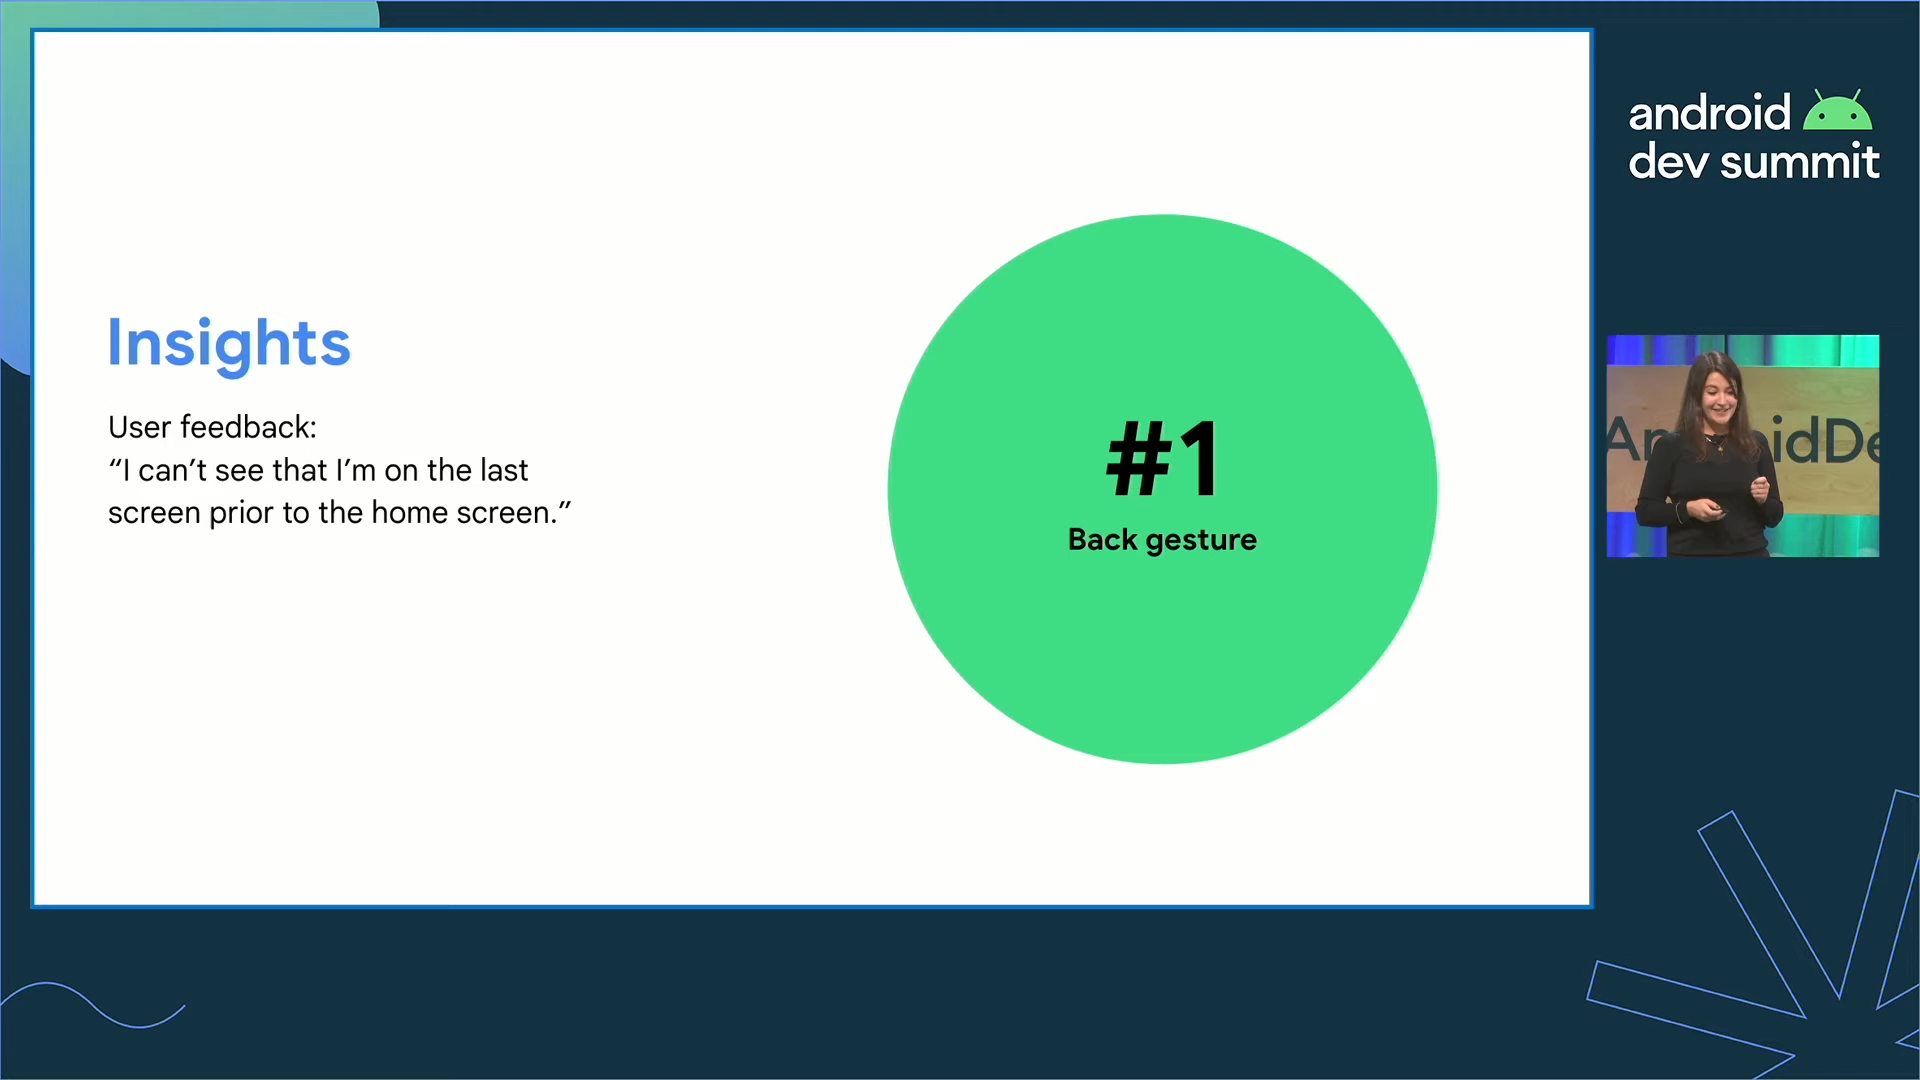 Insights
User feedback:
“I can’t see that I’m on the last
screen prior to the home screen.”
#1
Back gesture
android
dev summit